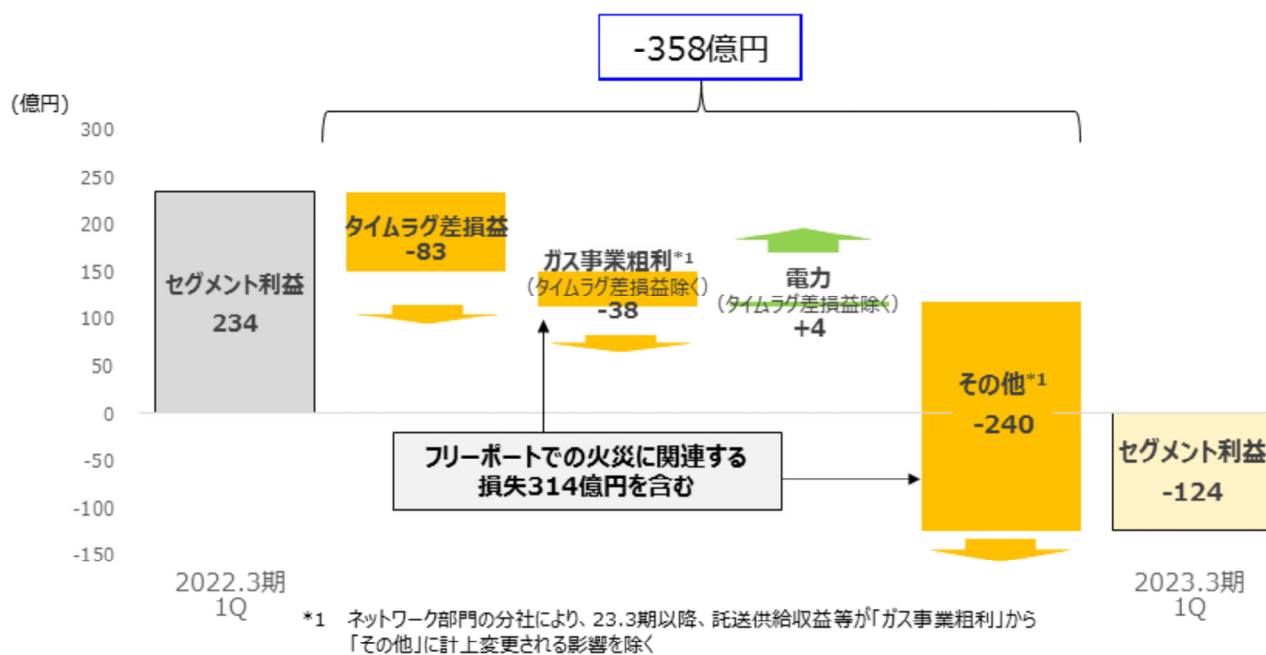 -358億円
(億円)
300
250
200
150
100
50
0
-50
-100
-150
セグメント利益
234
タイムラグ差損益
-83
ガス事業粗利*1
（タイムラグ差損益除く）
-38
電力
（タイムラグ差損益除く）
+4
その他*1
-240
フリーポートでの火災に関連する
損失314億円を含む
セグメント利益
-124
2022.3期
1Q
2023.3期
1Q
*1 ネットワーク部門の分社により、23.3期以降、託送供給収益等が「ガス事業粗利」から
「その他」に計上変更される影響を除く